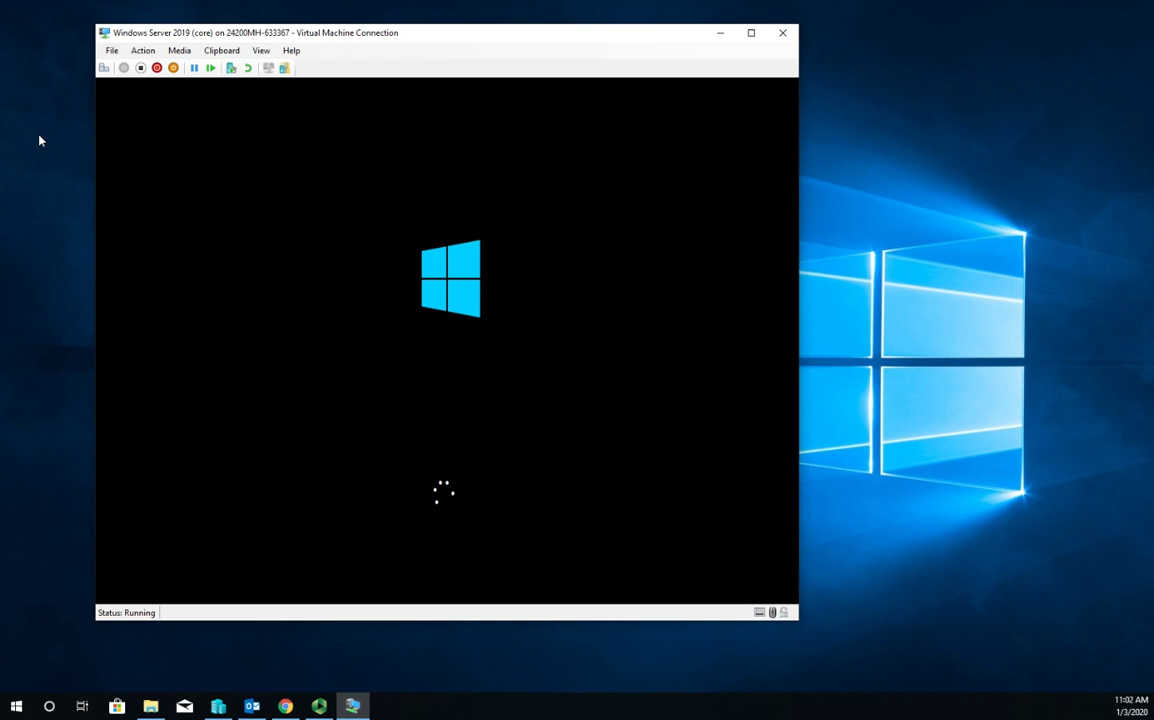 Windows Server 2019 (core) on 24200MH-633367 - Virtual Machine Connection
File Action Media Clipboard View Help
Status: Running
11:02 AM
1/3/2020